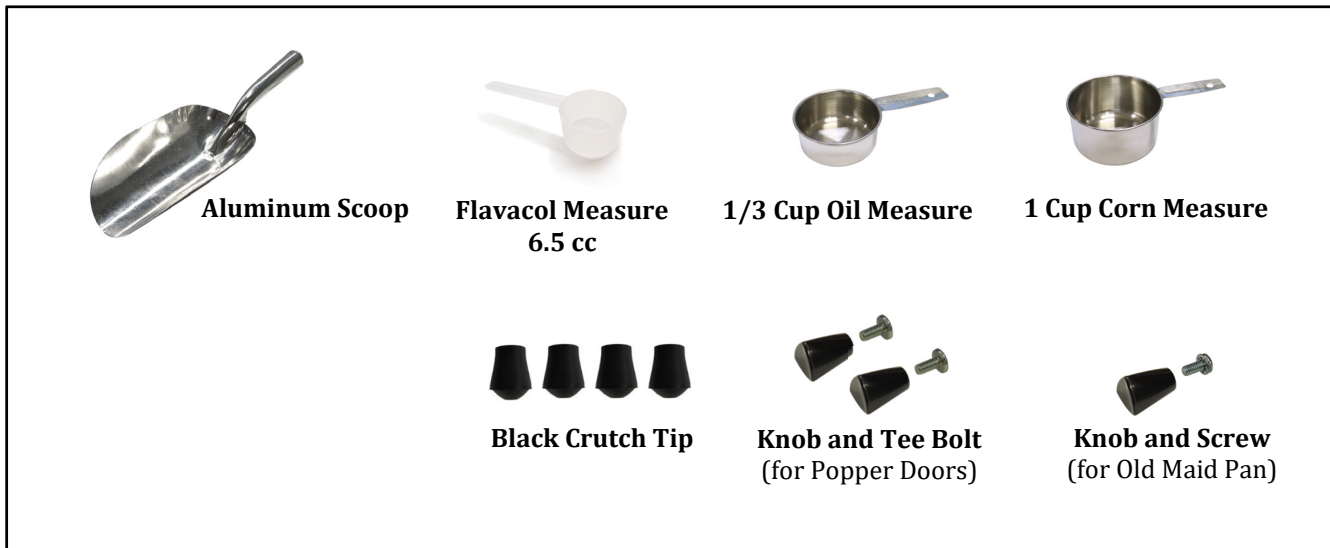 Aluminum Scoop
Flavacol Measure
6.5 cc
1/3 Cup Oil Measure
1 Cup Corn Measure
Black Crutch Tip
Knob and Tee Bolt
(for Popper Doors)
Knob and Screw
(for Old Maid Pan)